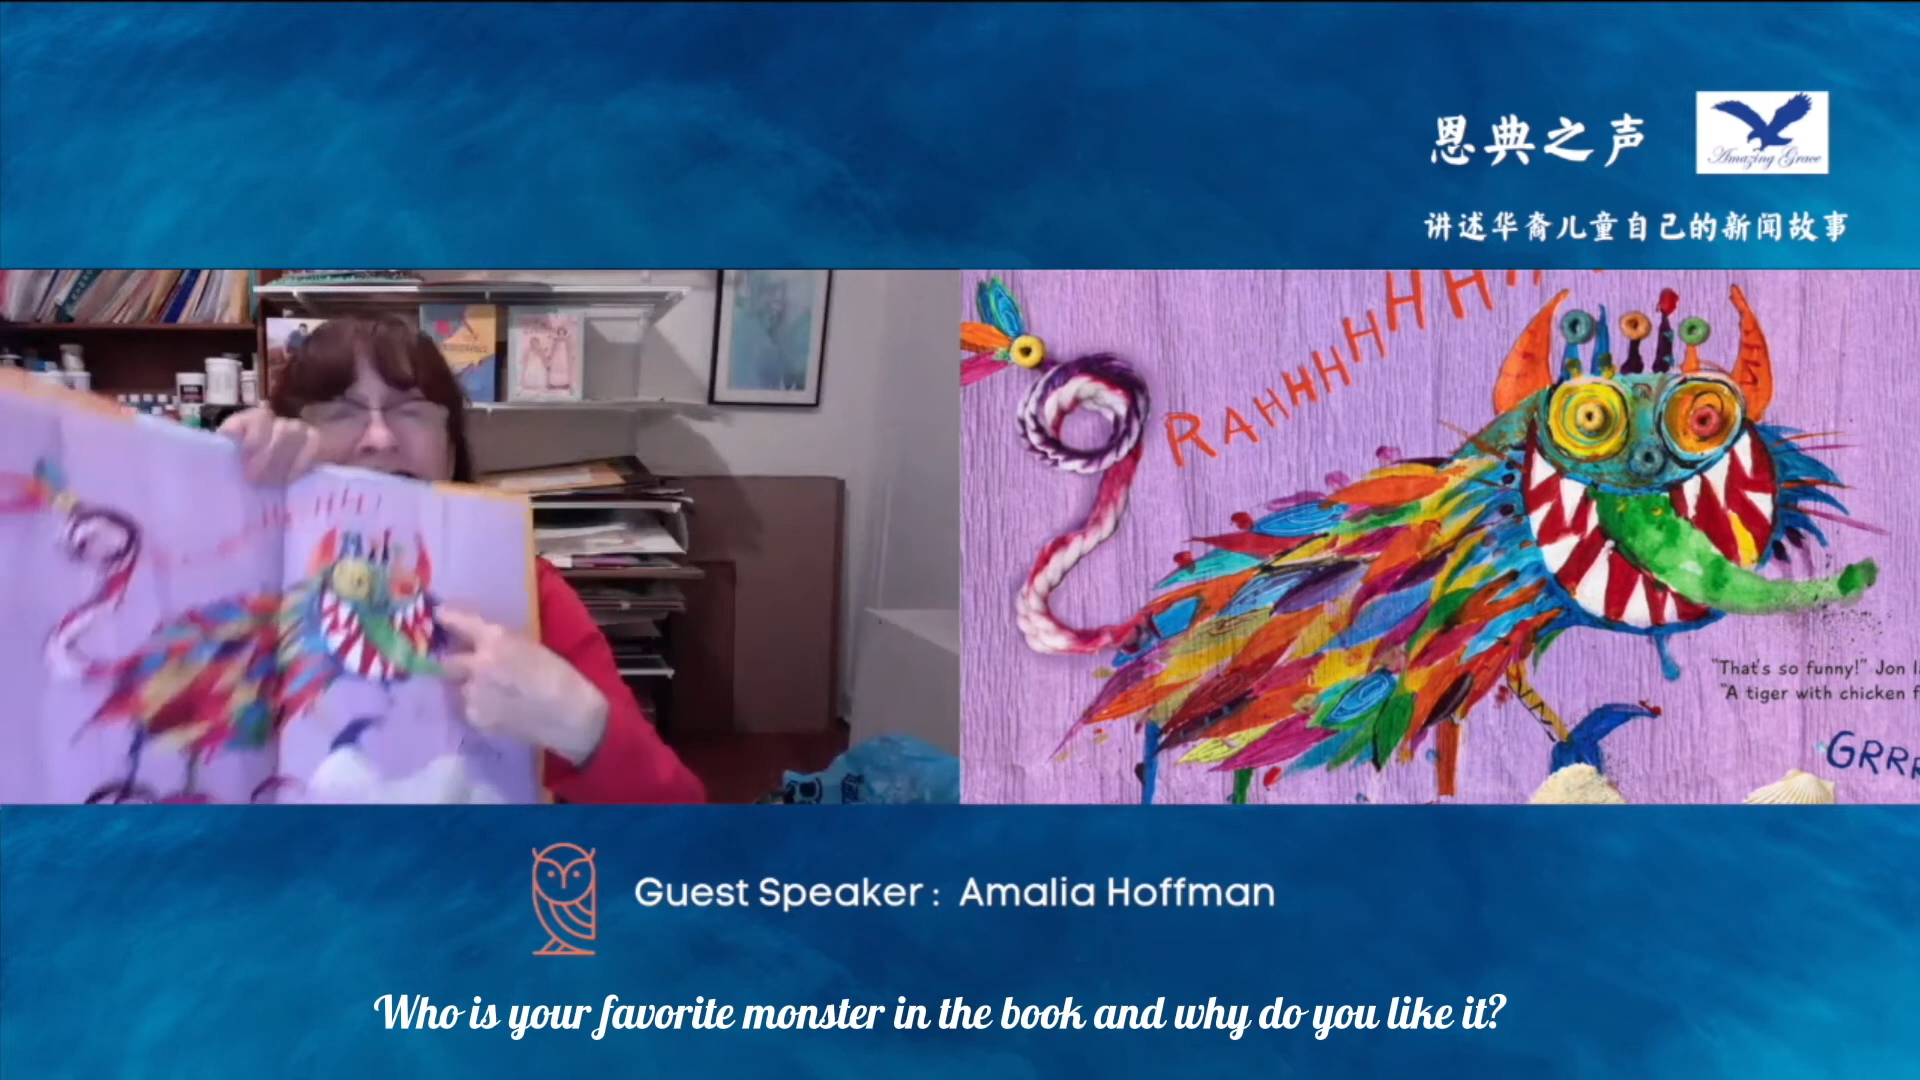 恩典之声
Amazing Grace
讲述华裔儿童自己的新闻故事
RAHHHHHHHH
"That's so funny!" Jon
"A tiger with chicken
GRRR
Guest Speaker : Amalia Hoffman
Who is your favorite monster in the book and why do you like it?